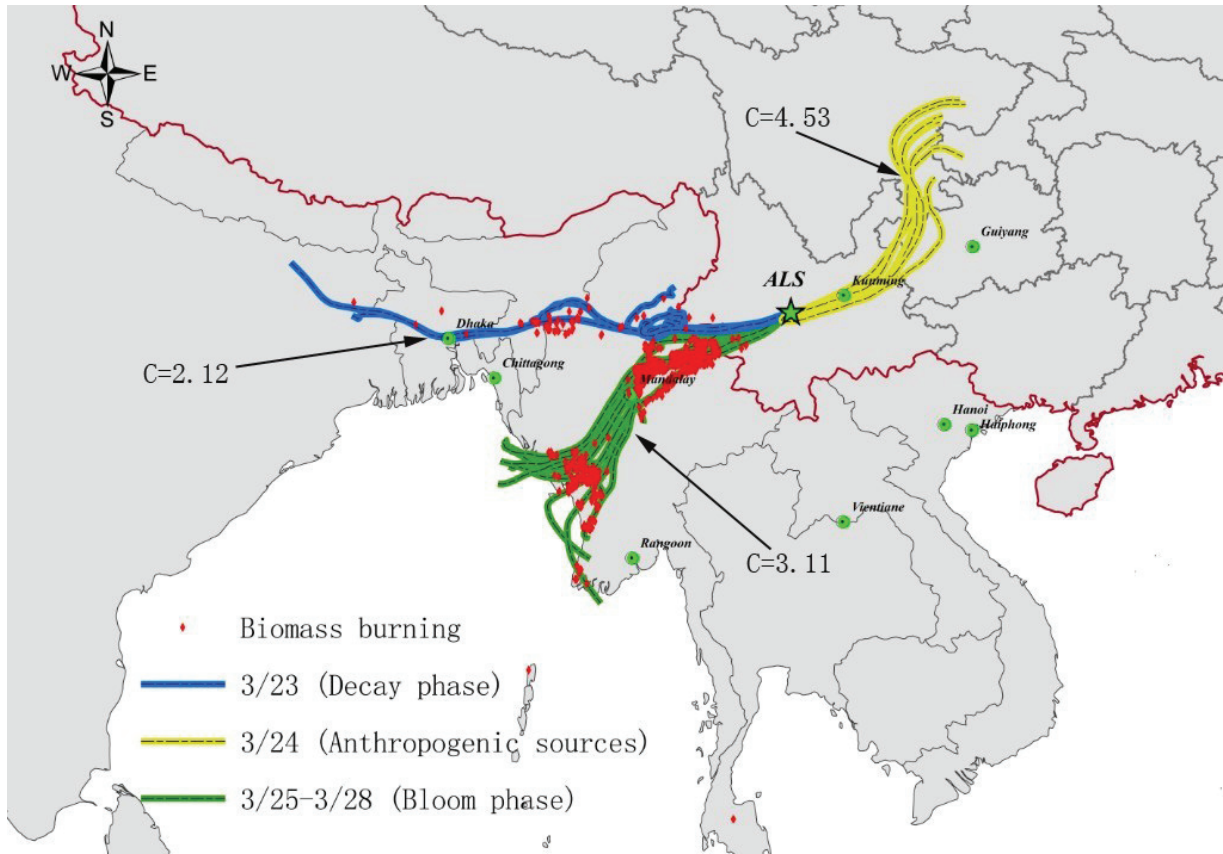 N
W E
S
C=4.53
Guiyang
ALS
Kunming
Dhaka
C=2.12
Chittagong
Mandalay
Hanoi
Haiphong
Vientiane
Rangoon
C=3.11
Biomass burning
3/23 (Decay phase)
3/24 (Anthropogenic sources)
3/25-3/28 (Bloom phase)